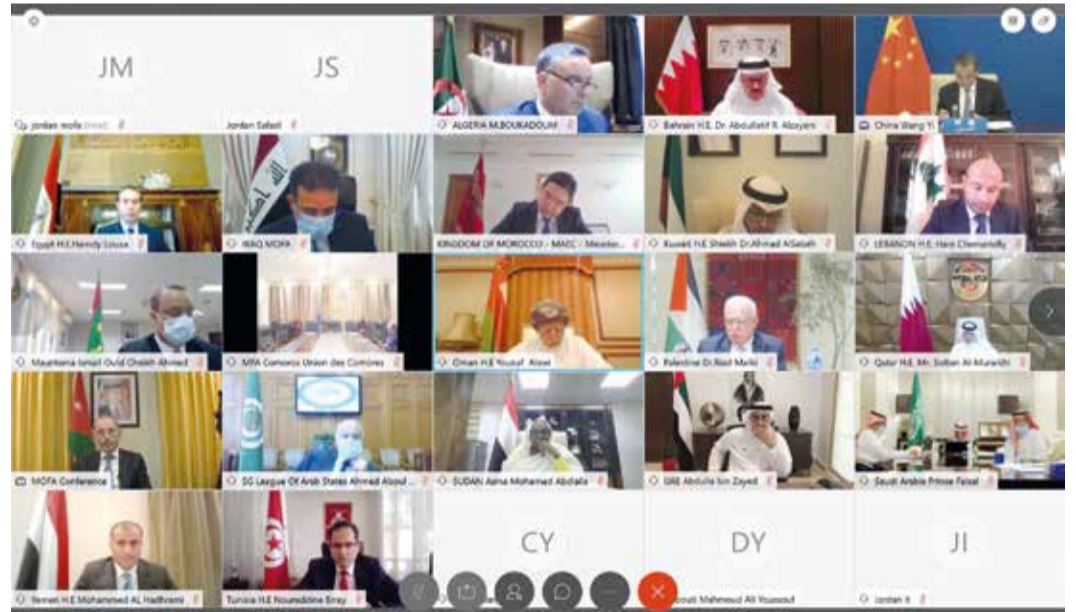 JM
JS
jordan mofa (Host)
Jordan Safadi
ALGERIA M.BOUKADOUM
Bahrain H.E. Dr. Abdullatif R. Alzayani
China Wang Yi
Egypt H.E.Hamdy Loza
IRAQ MOFA
KINGDOM OF MOROCCO - MAEC - Ministe...
Kuwait H.E Sheikh Dr.Ahmed AlSabah
LEBANON H.E. Hani Chemaitelly
Mauritania Ismail Ould Cheikh Ahmed
MFA Comoros Union des Comores
Oman H.E Yousuf Alawi
Palestine Dr.Riad Malki
Qatar H.E. Mr. Soltan Al-Muraikhi
MOFA Conference
SG League Of Arab States Ahmed Aboul ...
SUDAN Asma Mohamed Abdalla
UAE Abdulla bin Zayed
Saudi Arabia Prince Faisal
Yemen H.E Mohammed AL Hadhrami
Tunisia H.E Noureddine Erray
CY
DY
JI
Mahmoud Ali Youssouf
Jordan It